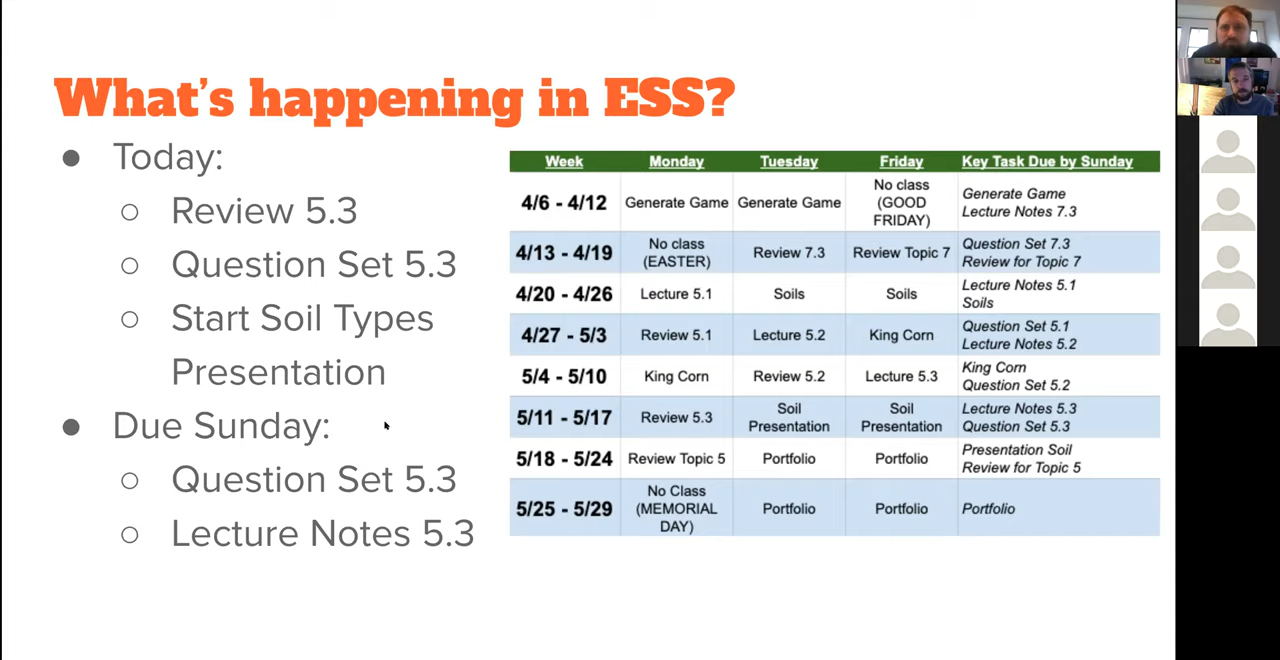 What's happening in ESS?
● Today:
○ Review 5.3
○ Question Set 5.3
○ Start Soil Types
Presentation
● Due Sunday:
○ Question Set 5.3
○ Lecture Notes 5.3
Week Monday Tuesday Friday Key Task Due by Sunday
4/6 - 4/12 Generate Game Generate Game No class
(GOOD
FRIDAY) Generate Game
Lecture Notes 7.3
4/13 - 4/19 No class
(EASTER) Review 7.3 Review Topic 7 Question Set 7.3
Review for Topic 7
4/20 - 4/26 Lecture 5.1 Soils Soils Lecture Notes 5.1
Soils
4/27 - 5/3 Review 5.1 Lecture 5.2 King Corn Question Set 5.1
Lecture Notes 5.2
5/4 - 5/10 King Corn Review 5.2 Lecture 5.3 King Corn
Question Set 5.2
5/11 - 5/17 Review 5.3 Soil
Presentation Soil
Presentation Lecture Notes 5.3
Question Set 5.3
5/18 - 5/24 Review Topic 5 Portfolio Portfolio Presentation Soil
Review for Topic 5
5/25 - 5/29 No Class
(MEMORIAL
DAY) Portfolio Portfolio Portfolio